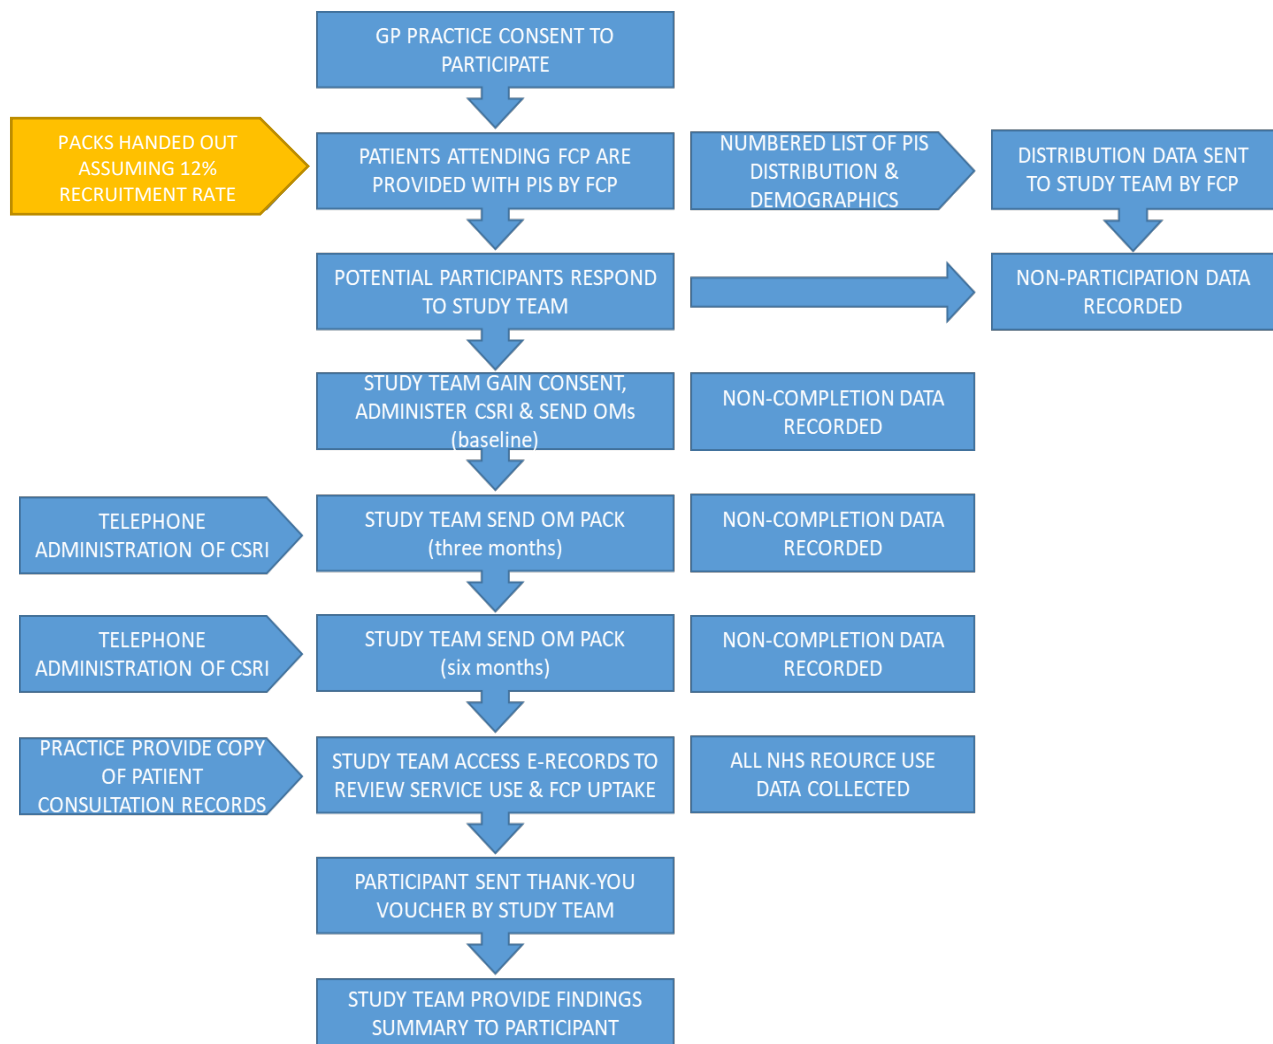 GP PRACTICE CONSENT TO
PARTICIPATE
PACKS HANDED OUT
ASSUMING 12%
RECRUITMENT RATE
PATIENTS ATTENDING FCP ARE
PROVIDED WITH PIS BY FCP
NUMBERED LIST OF PIS
DISTRIBUTION &
DEMOGRAPHICS
DISTRIBUTION DATA SENT
TO STUDY TEAM BY FCP
POTENTIAL PARTICIPANTS RESPOND
TO STUDY TEAM
NON-PARTICIPATION DATA
RECORDED
STUDY TEAM GAIN CONSENT,
ADMINISTER CSRI & SEND OMs
(baseline)
NON-COMPLETION DATA
RECORDED
TELEPHONE
ADMINISTRATION OF CSRI
STUDY TEAM SEND OM PACK
(three months)
NON-COMPLETION DATA
RECORDED
TELEPHONE
ADMINISTRATION OF CSRI
STUDY TEAM SEND OM PACK
(six months)
NON-COMPLETION DATA
RECORDED
PRACTICE PROVIDE COPY
OF PATIENT
CONSULTATION RECORDS
STUDY TEAM ACCESS E-RECORDS TO
REVIEW SERVICE USE & FCP UPTAKE
ALL NHS REOURCE USE
DATA COLLECTED
PARTICIPANT SENT THANK-YOU
VOUCHER BY STUDY TEAM
STUDY TEAM PROVIDE FINDINGS
SUMMARY TO PARTICIPANT